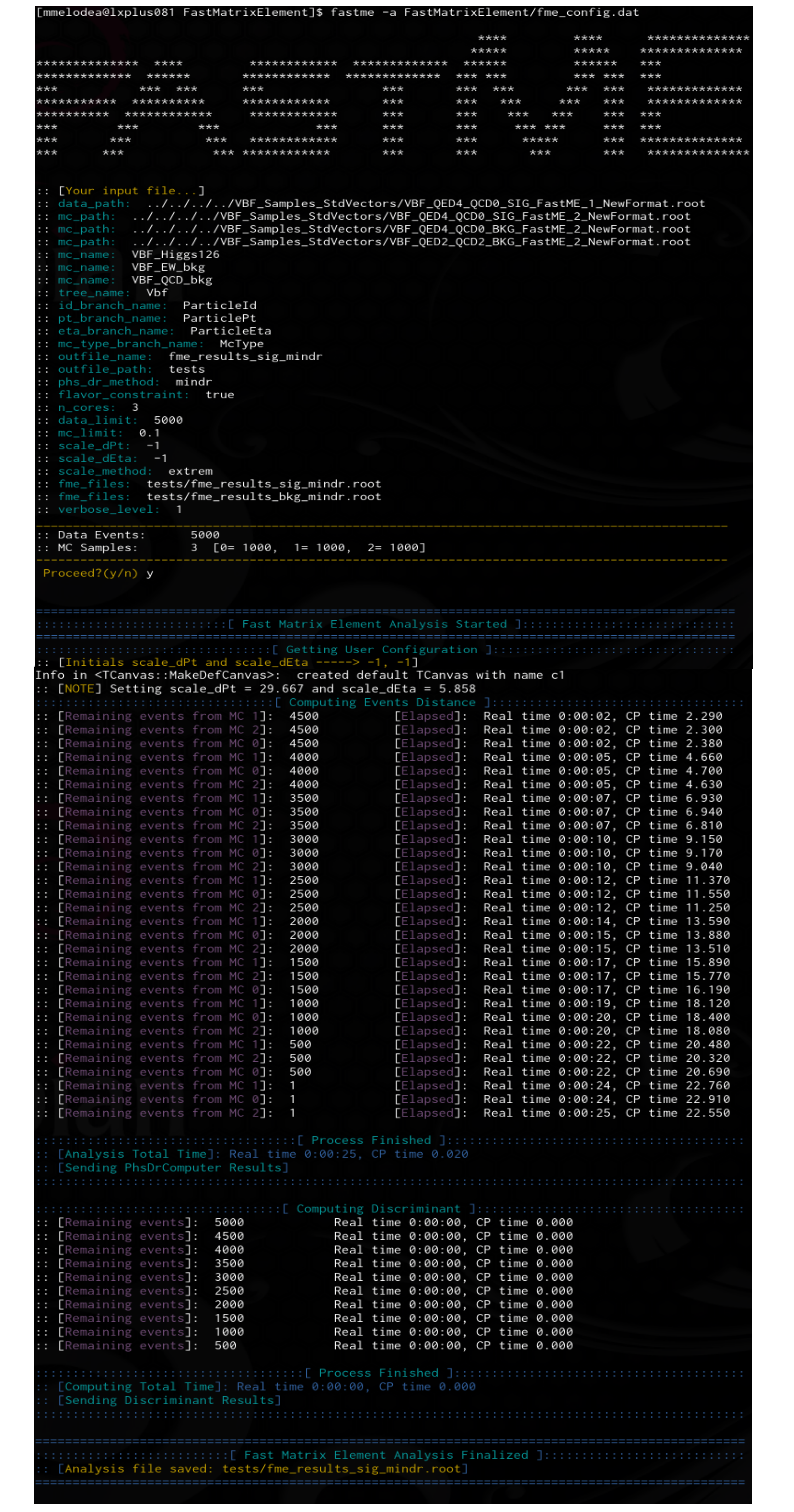 [mmelodea@lxplus081 FastMatrixElement]$ fastme -a FastMatrixElement/fme_config.dat
FASTME
:: [Your input file...]
:: data_path: ../../../../VBF_Samples_StdVectors/VBF_QED4_QCD0_SIG_FastME_1_NewFormat.root
:: mc_path: ../../../../VBF_Samples_StdVectors/VBF_QED4_QCD0_SIG_FastME_2_NewFormat.root
:: mc_path: ../../../../VBF_Samples_StdVectors/VBF_QED4_QCD0_BKG_FastME_2_NewFormat.root
:: mc_path: ../../../../VBF_Samples_StdVectors/VBF_QED2_QCD2_BKG_FastME_2_NewFormat.root
:: mc_name: VBF_Higgs126
:: mc_name: VBF_EW_bkg
:: mc_name: VBF_QCD_bkg
:: tree_name: Vbf
:: id_branch_name: ParticleId
:: pt_branch_name: ParticlePt
:: eta_branch_name: ParticleEta
:: mc_type_branch_name: McType
:: outfile_name: fme_results_sig_mindr
:: outfile_path: tests
:: phs_dr_method: mindr
:: flavor_constraint: true
:: n_cores: 3
:: data_limit: 5000
:: mc_limit: 0.1
:: scale_dPt: -1
:: scale_dEta: -1
:: scale_method: extrem
:: fme_files: tests/fme_results_sig_mindr.root
:: fme_files: tests/fme_results_bkg_mindr.root
:: verbose_level: 1
:: Data Events: 5000
:: MC Samples: 3 [0= 1000, 1= 1000, 2= 1000]
Proceed?(y/n) y
[ Fast Matrix Element Analysis Started ]
[ Getting User Configuration ]
:: [Initials scale_dPt and scale_dEta -----> -1, -1]
Info in <TCanvas::MakeDefCanvas>: created default TCanvas with name c1
:: [NOTE] Setting scale_dPt = 29.667 and scale_dEta = 5.858
[ Computing Events Distance ]
:: [Remaining events from MC 1]: 4500 [Elapsed]: Real time 0:00:02, CP time 2.290
:: [Remaining events from MC 2]: 4500 [Elapsed]: Real time 0:00:02, CP time 2.300
:: [Remaining events from MC 0]: 4500 [Elapsed]: Real time 0:00:02, CP time 2.380
:: [Remaining events from MC 1]: 4000 [Elapsed]: Real time 0:00:05, CP time 4.660
:: [Remaining events from MC 0]: 4000 [Elapsed]: Real time 0:00:05, CP time 4.700
:: [Remaining events from MC 2]: 4000 [Elapsed]: Real time 0:00:05, CP time 4.630
:: [Remaining events from MC 1]: 3500 [Elapsed]: Real time 0:00:07, CP time 6.930
:: [Remaining events from MC 0]: 3500 [Elapsed]: Real time 0:00:07, CP time 6.940
:: [Remaining events from MC 2]: 3500 [Elapsed]: Real time 0:00:07, CP time 6.810
:: [Remaining events from MC 1]: 3000 [Elapsed]: Real time 0:00:10, CP time 9.150
:: [Remaining events from MC 0]: 3000 [Elapsed]: Real time 0:00:10, CP time 9.170
:: [Remaining events from MC 2]: 3000 [Elapsed]: Real time 0:00:10, CP time 9.040
:: [Remaining events from MC 1]: 2500 [Elapsed]: Real time 0:00:12, CP time 11.370
:: [Remaining events from MC 0]: 2500 [Elapsed]: Real time 0:00:12, CP time 11.550
:: [Remaining events from MC 2]: 2500 [Elapsed]: Real time 0:00:12, CP time 11.250
:: [Remaining events from MC 1]: 2000 [Elapsed]: Real time 0:00:14, CP time 13.590
:: [Remaining events from MC 0]: 2000 [Elapsed]: Real time 0:00:15, CP time 13.880
:: [Remaining events from MC 2]: 2000 [Elapsed]: Real time 0:00:15, CP time 13.510
:: [Remaining events from MC 1]: 1500 [Elapsed]: Real time 0:00:17, CP time 15.890
:: [Remaining events from MC 2]: 1500 [Elapsed]: Real time 0:00:17, CP time 15.770
:: [Remaining events from MC 0]: 1500 [Elapsed]: Real time 0:00:17, CP time 16.190
:: [Remaining events from MC 1]: 1000 [Elapsed]: Real time 0:00:19, CP time 18.120
:: [Remaining events from MC 0]: 1000 [Elapsed]: Real time 0:00:20, CP time 18.400
:: [Remaining events from MC 2]: 1000 [Elapsed]: Real time 0:00:20, CP time 18.080
:: [Remaining events from MC 1]: 500 [Elapsed]: Real time 0:00:22, CP time 20.480
:: [Remaining events from MC 2]: 500 [Elapsed]: Real time 0:00:22, CP time 20.320
:: [Remaining events from MC 0]: 500 [Elapsed]: Real time 0:00:22, CP time 20.690
:: [Remaining events from MC 1]: 1 [Elapsed]: Real time 0:00:24, CP time 22.760
:: [Remaining events from MC 0]: 1 [Elapsed]: Real time 0:00:24, CP time 22.910
:: [Remaining events from MC 2]: 1 [Elapsed]: Real time 0:00:25, CP time 22.550
[ Process Finished ]
:: [Analysis Total Time]: Real time 0:00:25, CP time 0.020
:: [Sending PhsDrComputer Results]
[ Computing Discriminant ]
:: [Remaining events]: 5000 Real time 0:00:00, CP time 0.000
:: [Remaining events]: 4500 Real time 0:00:00, CP time 0.000
:: [Remaining events]: 4000 Real time 0:00:00, CP time 0.000
:: [Remaining events]: 3500 Real time 0:00:00, CP time 0.000
:: [Remaining events]: 3000 Real time 0:00:00, CP time 0.000
:: [Remaining events]: 2500 Real time 0:00:00, CP time 0.000
:: [Remaining events]: 2000 Real time 0:00:00, CP time 0.000
:: [Remaining events]: 1500 Real time 0:00:00, CP time 0.000
:: [Remaining events]: 1000 Real time 0:00:00, CP time 0.000
:: [Remaining events]: 500 Real time 0:00:00, CP time 0.000
[ Process Finished ]
:: [Computing Total Time]: Real time 0:00:00, CP time 0.000
:: [Sending Discriminant Results]
[ Fast Matrix Element Analysis Finalized ]
:: [Analysis file saved: tests/fme_results_sig_mindr.root]